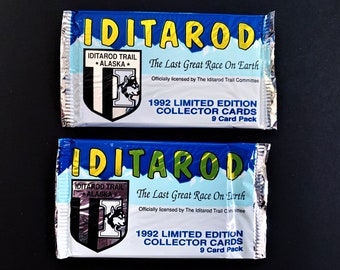 IDITAROD
IDITAROD TRAIL
• ALASKA •
The Last Great Race On Earth
Officially licensed by The Iditarod Trail Committee
1992 LIMITED EDITION
COLLECTOR CARDS
9 Card Pack
IDITAROD
IDITAROD TRAIL
• ALASKA •
The Last Great Race On Earth
Officially licensed by The Iditarod Trail Committee
1992 LIMITED EDITION
COLLECTOR CARDS
9 Card Pack